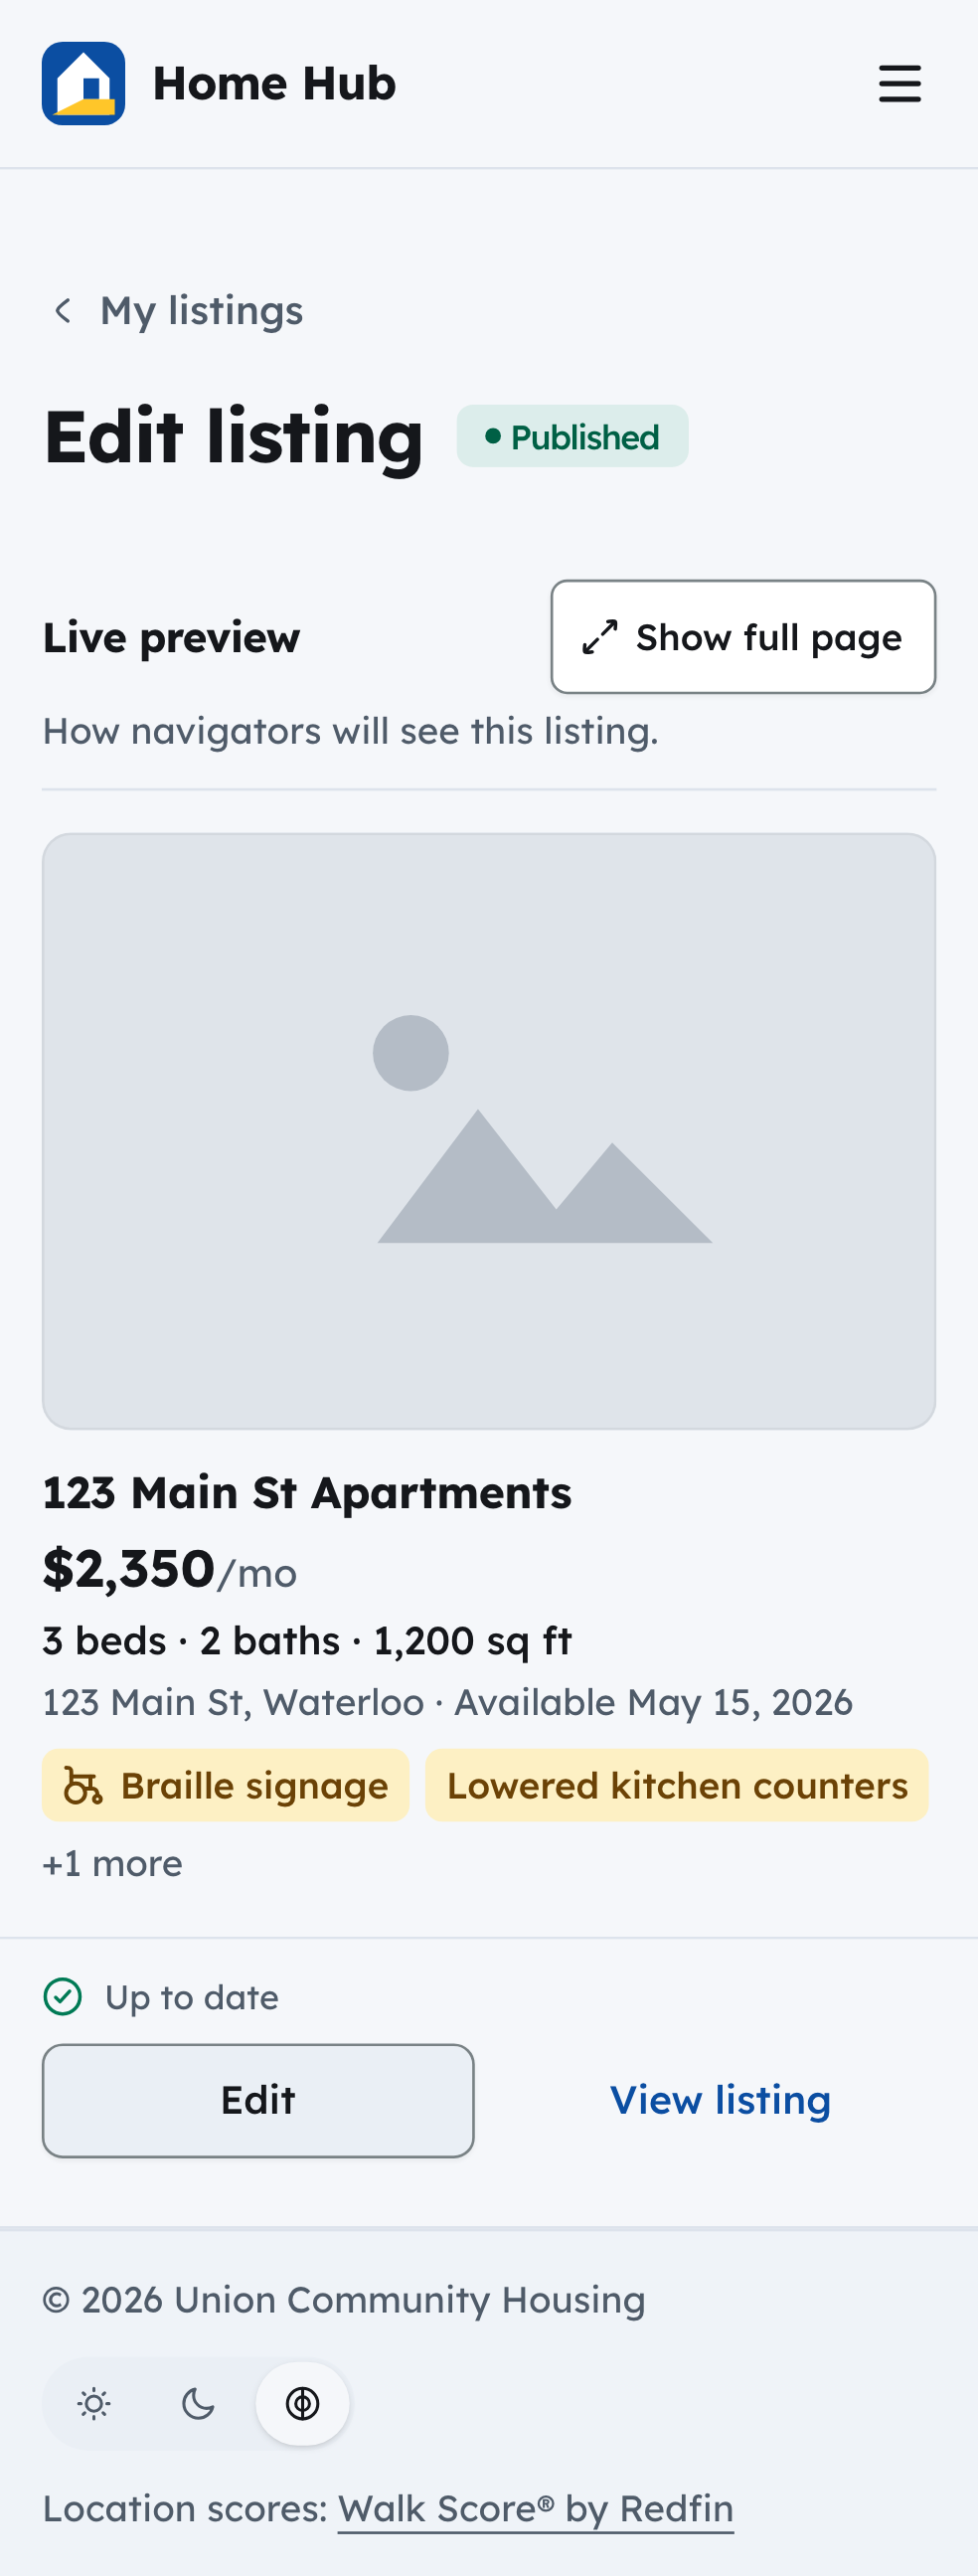 Home Hub
My listings
Edit listing
Published
Live preview
Show full page
How navigators will see this listing.
123 Main St Apartments
$2,350/mo
3 beds · 2 baths · 1,200 sq ft
123 Main St, Waterloo · Available May 15, 2026
Braille signage
Lowered kitchen counters
+1 more
Up to date
Edit
View listing
© 2026 Union Community Housing
Location scores: Walk Score® by Redfin